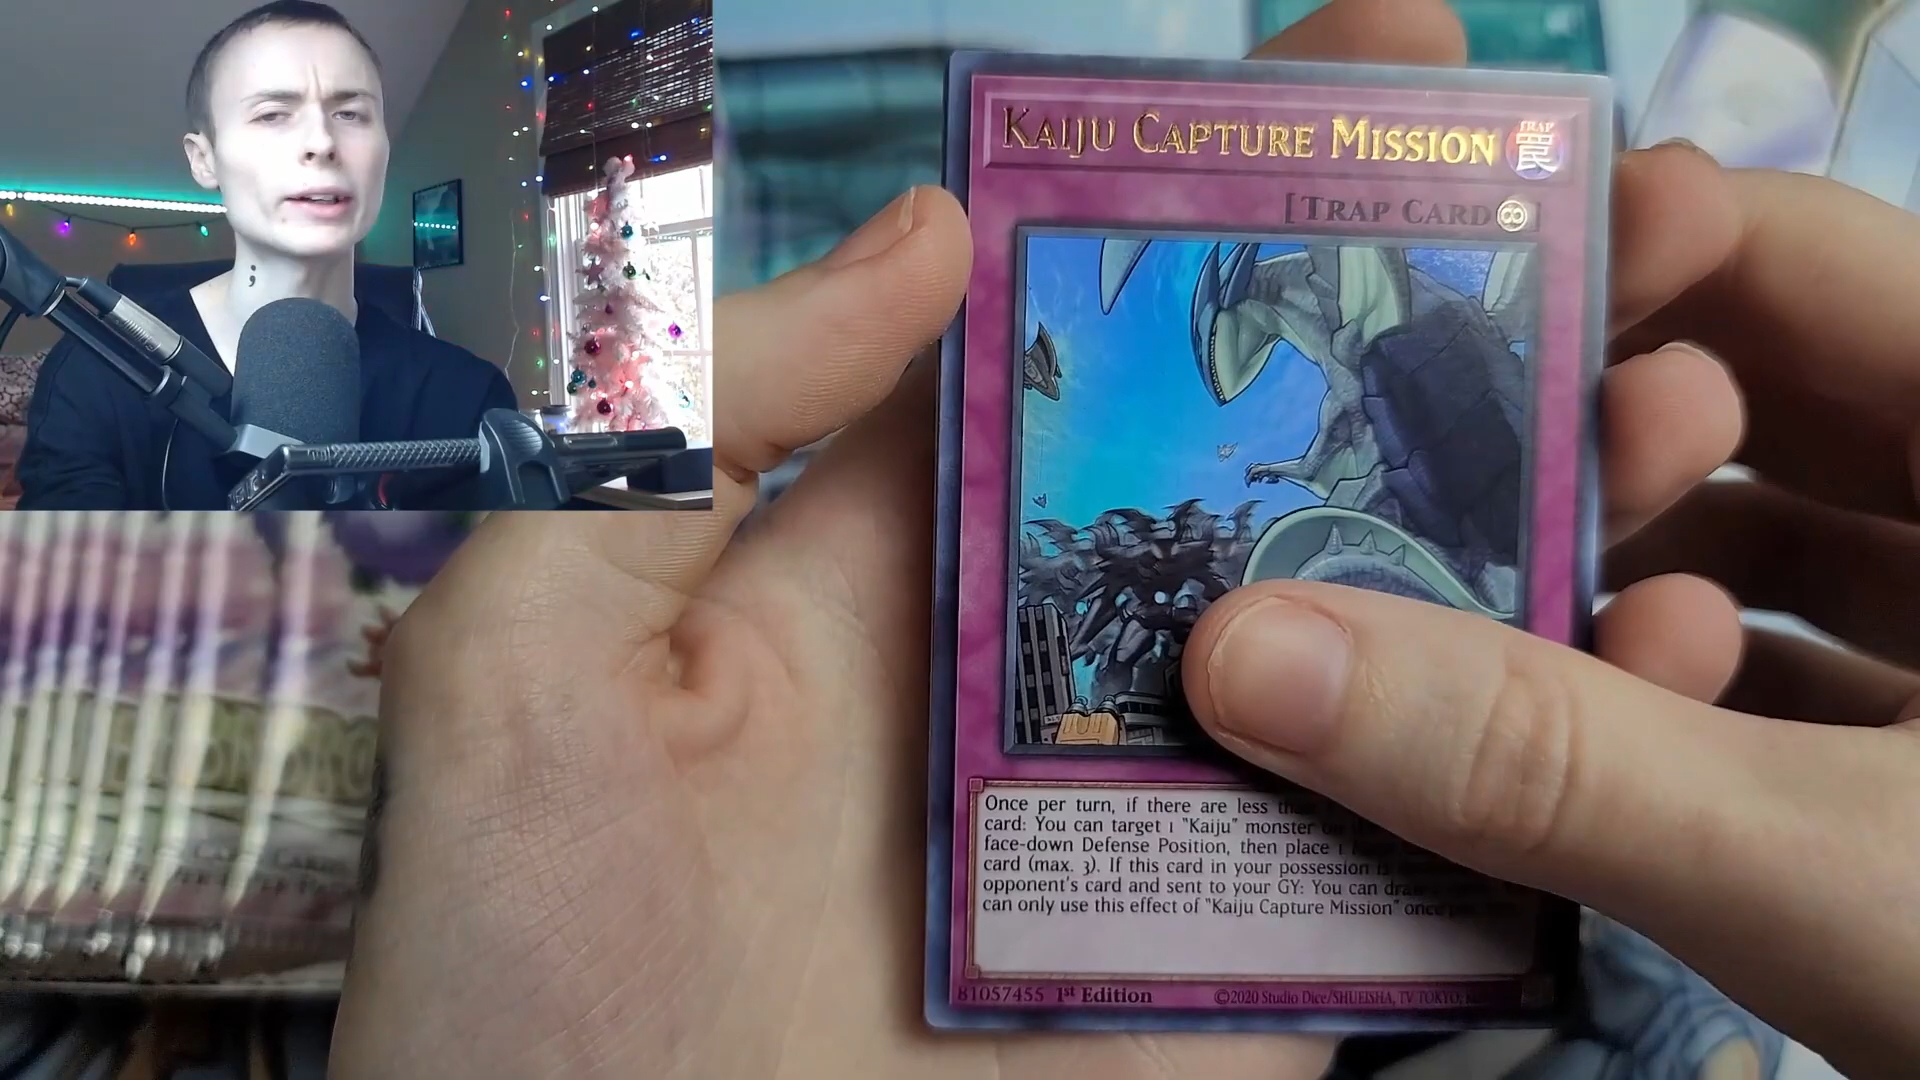 KAIJU CAPTURE MISSION
TRAP
罠
[TRAP CARD
Once per turn, if there are less
card: You can target 1 "Kaiju" monster
face-down Defense Position, then place 1
card (max. 3). If this card in your possession is
opponent's card and sent to your GY: You can
can only use this effect of "Kaiju Capture Mission" once
81057455 1st Edition ©2020 Studio Dice/SHUEISHA, TV TOKYO,